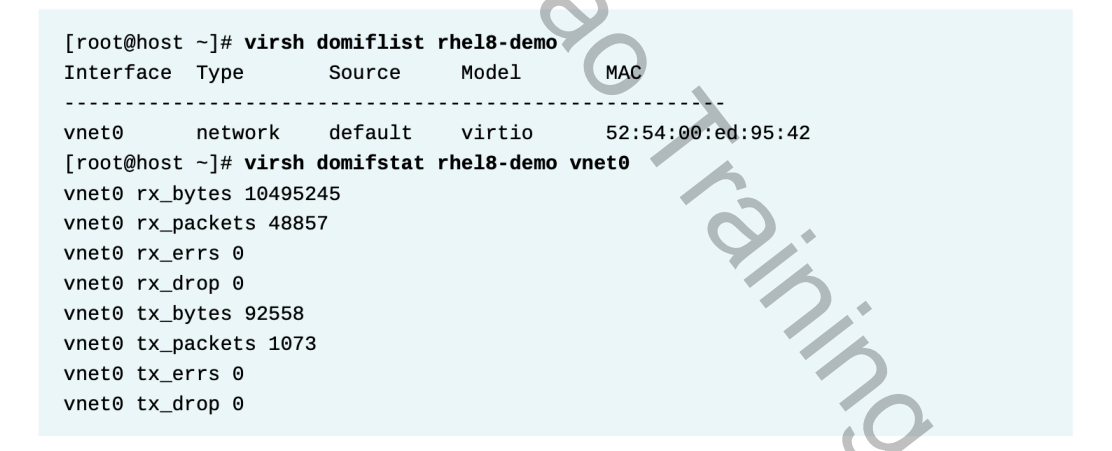 [root@host ~]# virsh domiflist rhel8-demo
Interface  Type       Source     Model       MAC
-------------------------------------------------------
vnet0      network    default    virtio      52:54:00:ed:95:42
[root@host ~]# virsh domifstat rhel8-demo vnet0
vnet0 rx_bytes 10495245
vnet0 rx_packets 48857
vnet0 rx_errs 0
vnet0 rx_drop 0
vnet0 tx_bytes 92558
vnet0 tx_packets 1073
vnet0 tx_errs 0
vnet0 tx_drop 0
Training